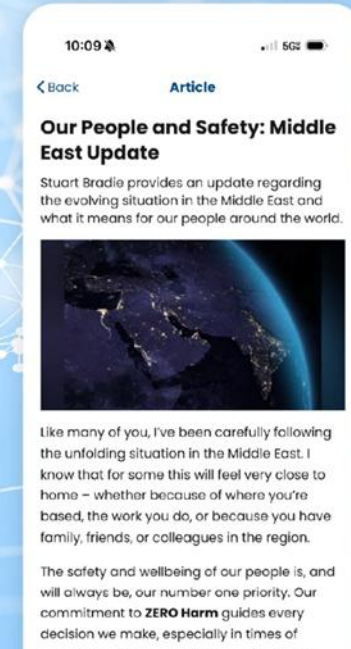 10:09
5G
Back
Article
Our People and Safety: Middle
East Update
Stuart Bradie provides an update regarding
the evolving situation in the Middle East and
what it means for our people around the world.
Like many of you, I've been carefully following
the unfolding situation in the Middle East. I
know that for some this will feel very close to
home – whether because of where you're
based, the work you do, or because you have
family, friends, or colleagues in the region.
The safety and wellbeing of our people is, and
will always be, our number one priority. Our
commitment to ZERO Harm guides every
decision we make, especially in times of